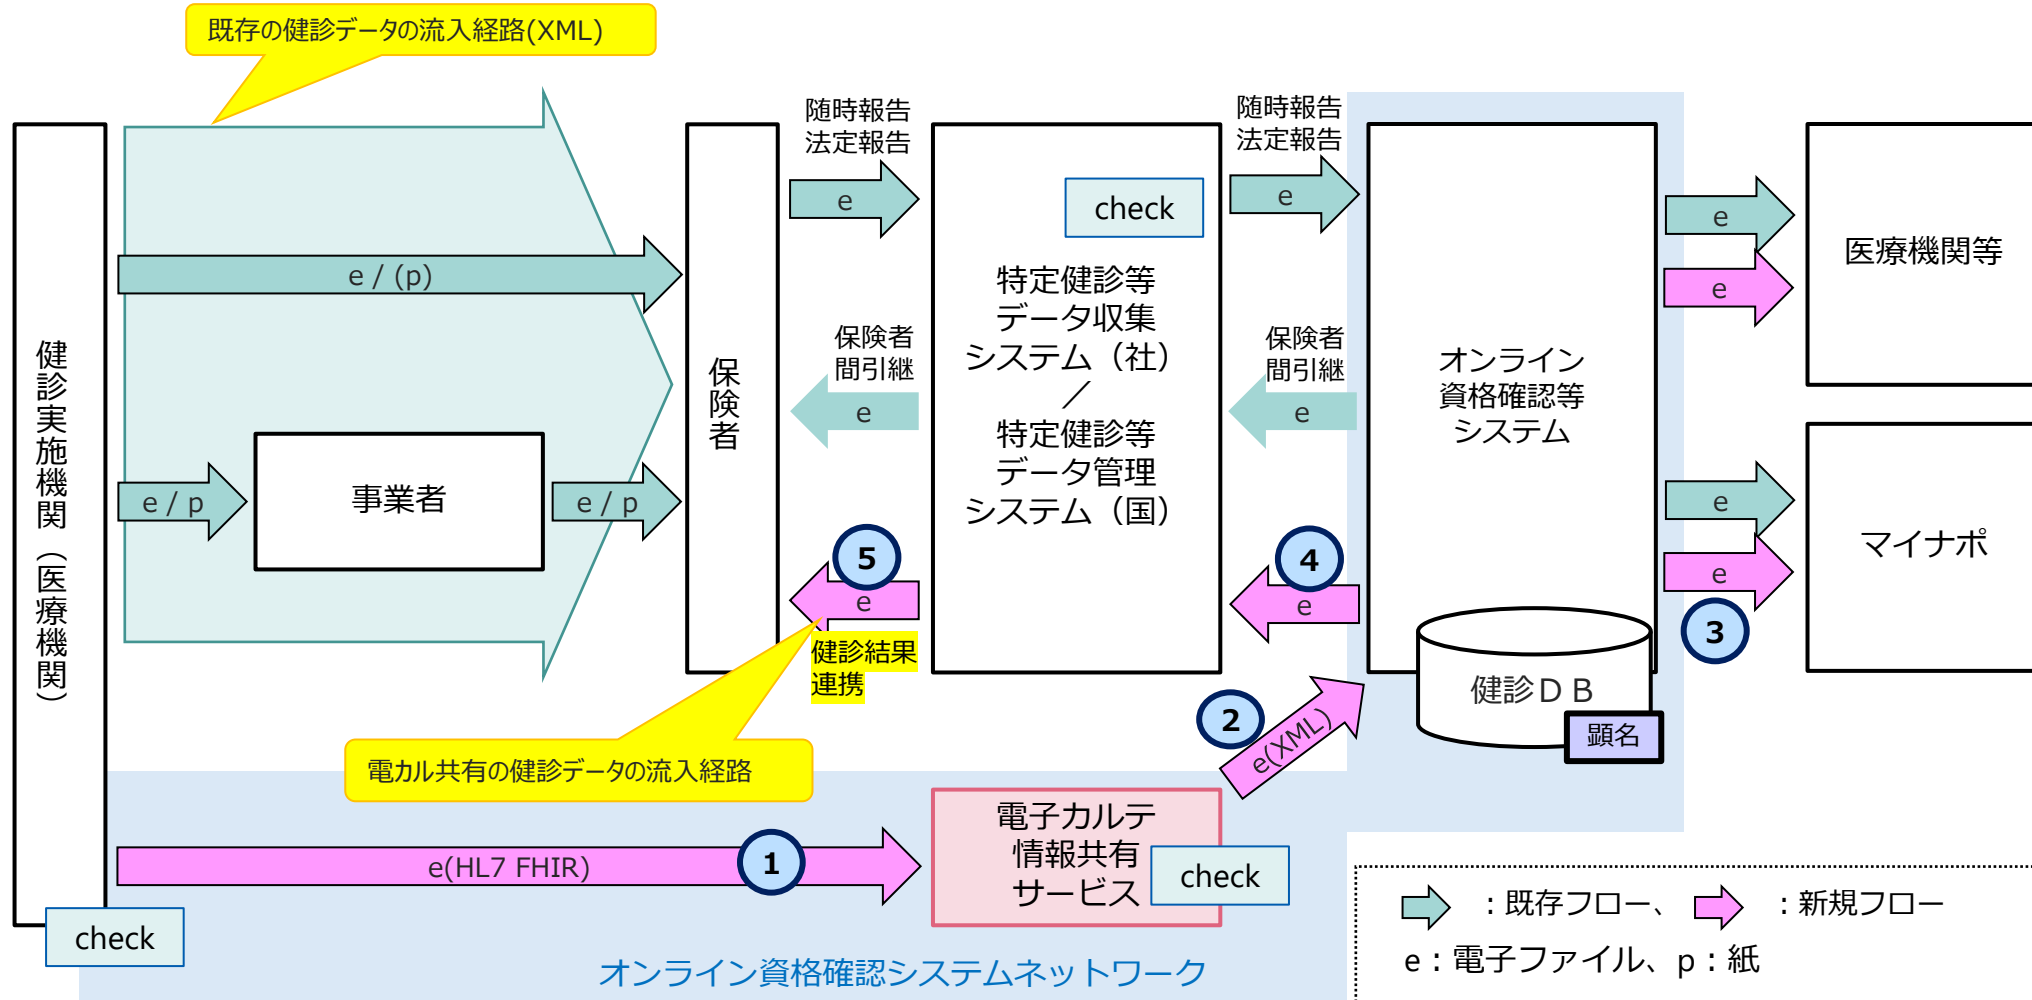 既存の健診データの流入経路(XML)
健診実施機関（医療機関）
check
e / (p)
e / p
事業者
e / p
保険者
随時報告
法定報告
e
保険者
間引継
e
5
e
健診結果
連携
電カル共有の健診データの流入経路
check
特定健診等
データ収集
システム（社）
／
特定健診等
データ管理
システム（国）
随時報告
法定報告
e
保険者
間引継
e
4
e
2
e(XML)
オンライン
資格確認等
システム
健診ＤＢ
顕名
e
e
医療機関等
e
e
3
マイナポ
e(HL7 FHIR)
1
電子カルテ
情報共有
サービス
check
オンライン資格確認システムネットワーク
：既存フロー、 ：新規フロー
e：電子ファイル、p：紙